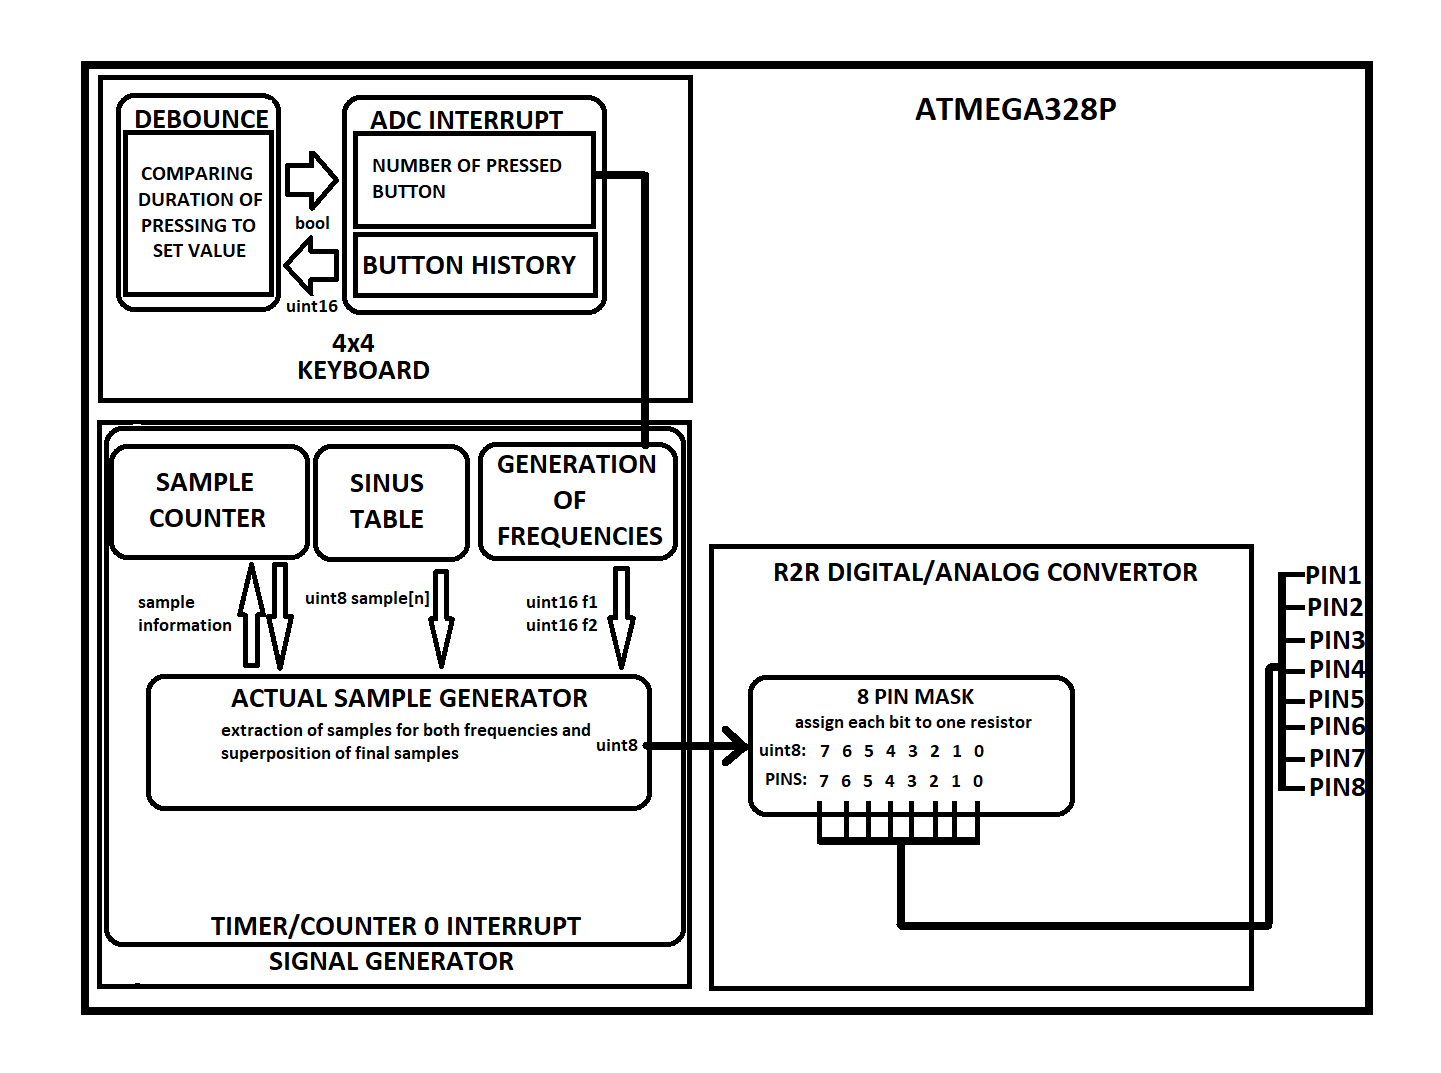 ATMEGA328P
DEBOUNCE
COMPARING
DURATION OF
PRESSING TO
SET VALUE
bool
uint16
ADC INTERRUPT
NUMBER OF PRESSED
BUTTON
BUTTON HISTORY
4x4
KEYBOARD
SAMPLE
COUNTER
SINUS
TABLE
GENERATION
OF
FREQUENCIES
sample
information
uint8 sample[n]
uint16 f1
uint16 f2
ACTUAL SAMPLE GENERATOR
extraction of samples for both frequencies and
superposition of final samples
uint8
TIMER/COUNTER 0 INTERRUPT
SIGNAL GENERATOR
R2R DIGITAL/ANALOG CONVERTOR
8 PIN MASK
assign each bit to one resistor
uint8: 7 6 5 4 3 2 1 0
PINS: 7 6 5 4 3 2 1 0
PIN1
PIN2
PIN3
PIN4
PIN5
PIN6
PIN7
PIN8